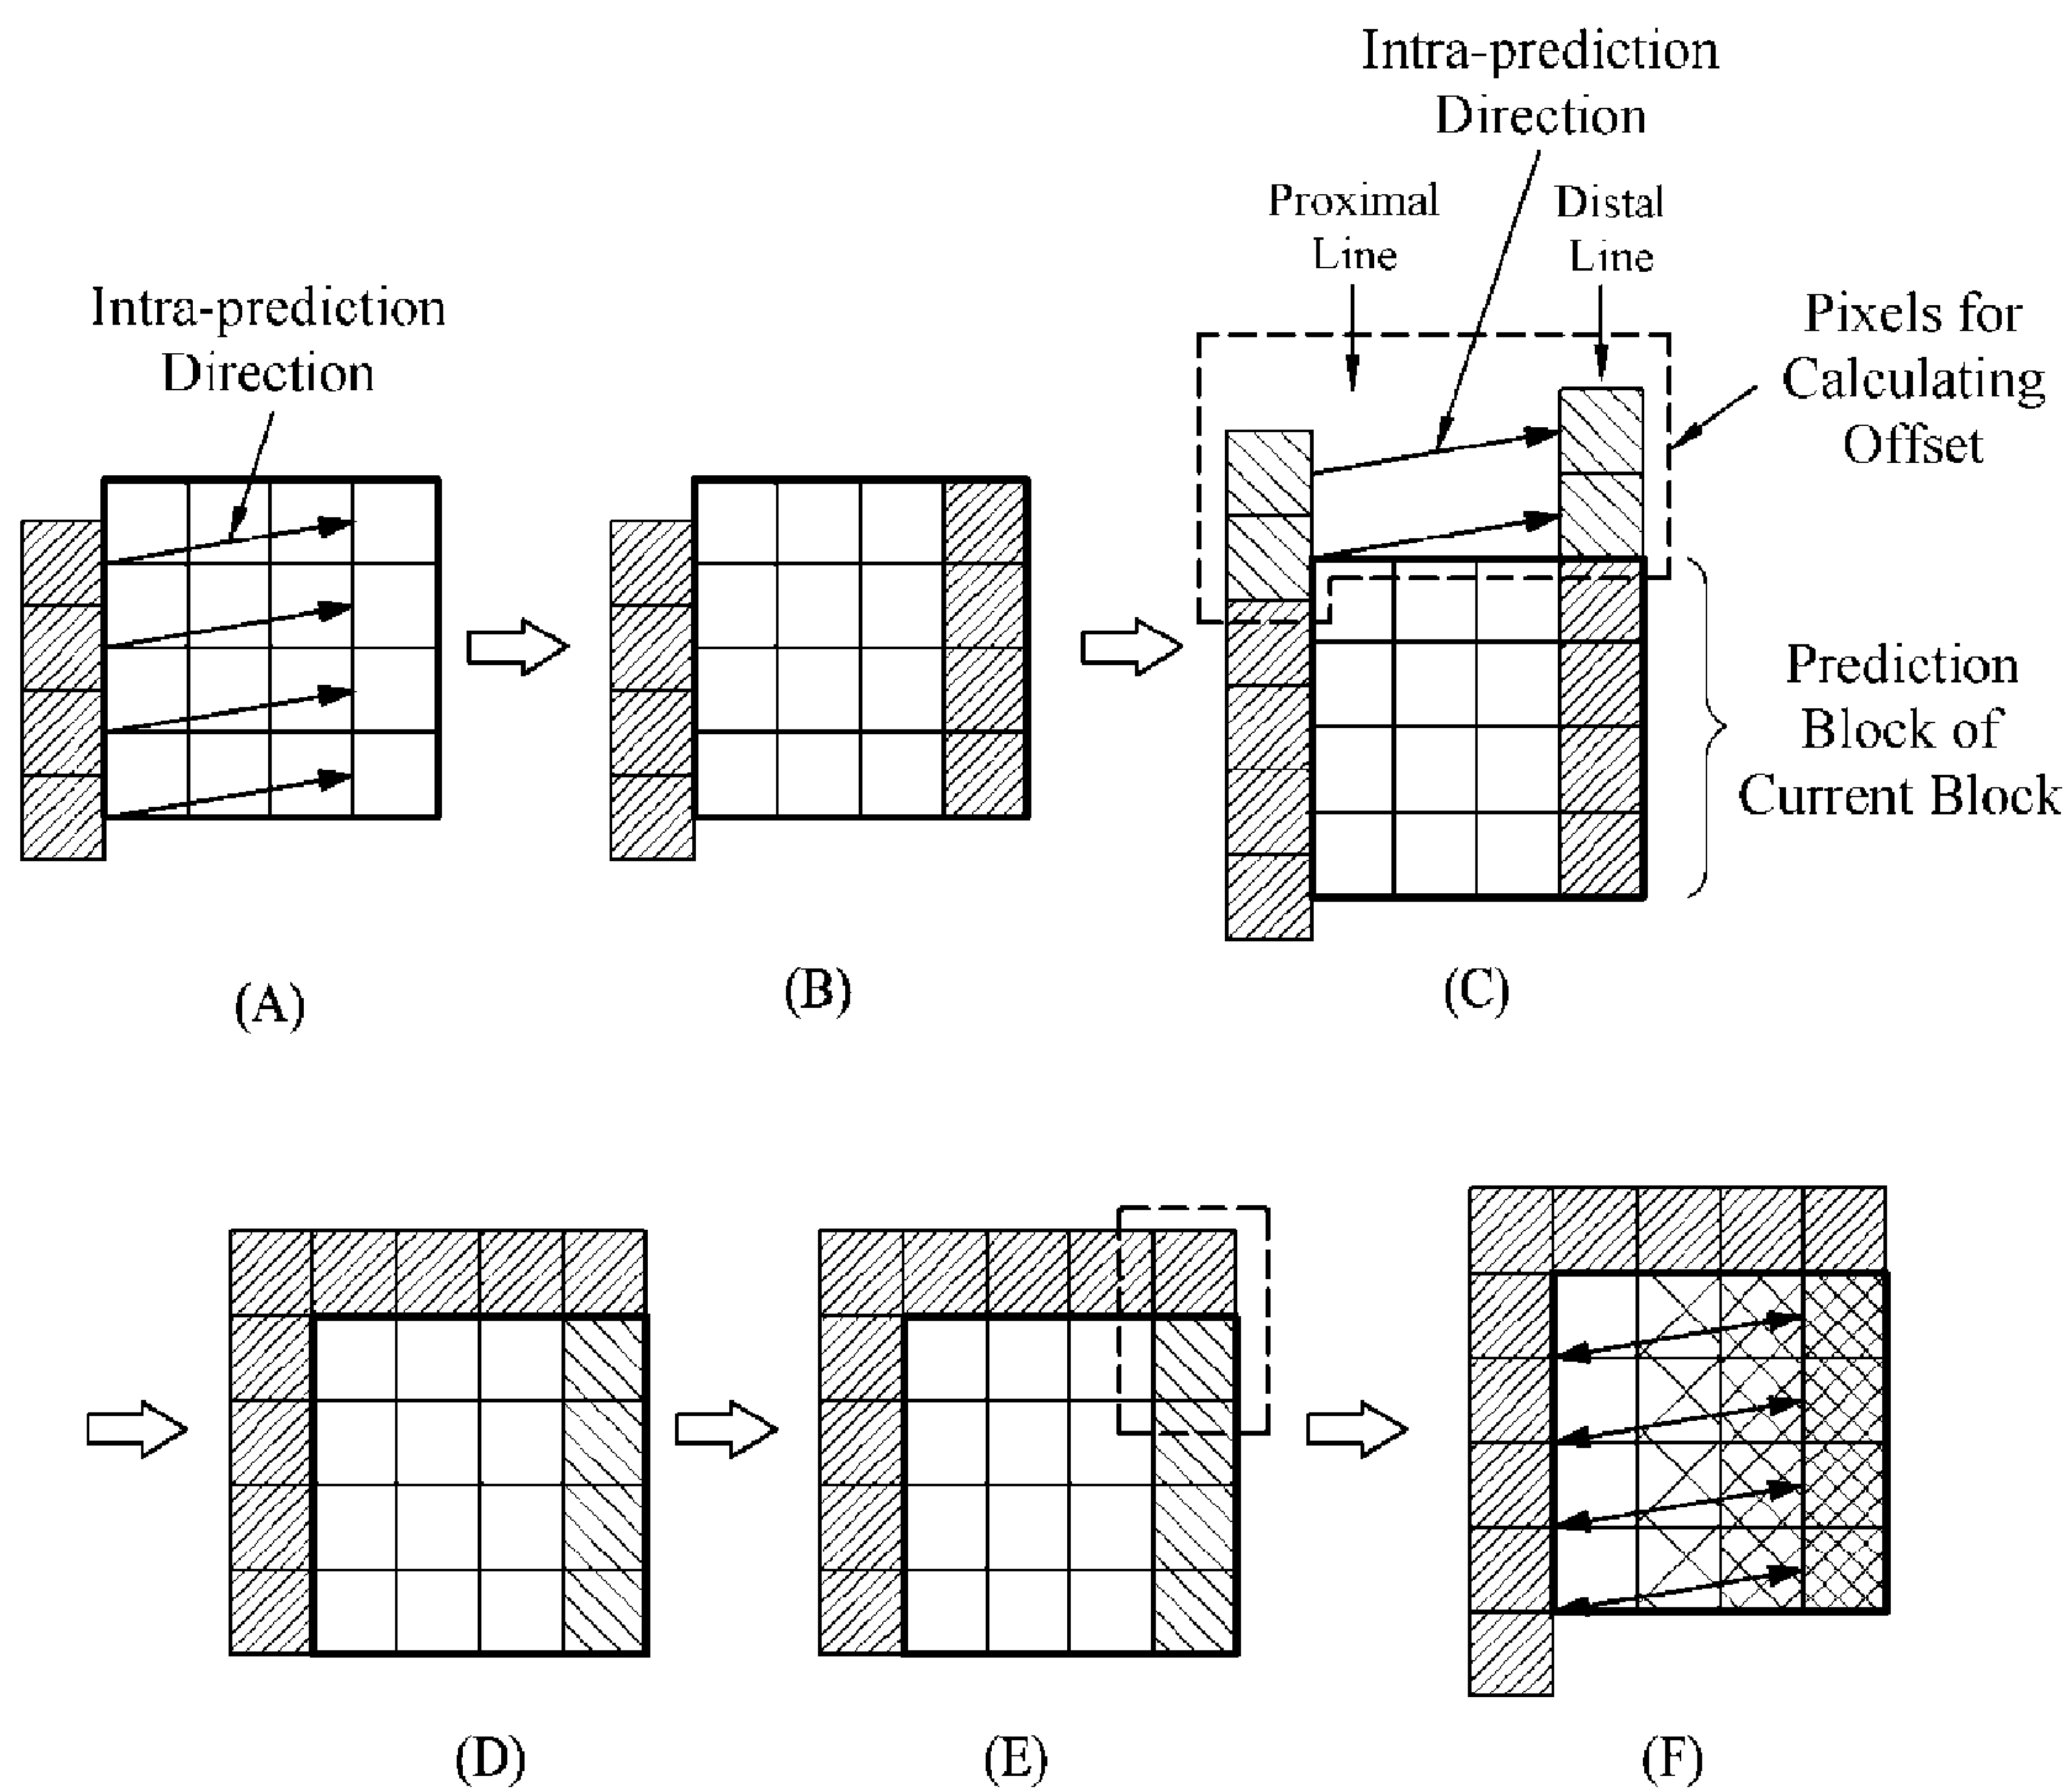 Intra-prediction
Direction
Proximal
Line
Distal
Line
Intra-prediction
Direction
Pixels for
Calculating
Offset
Prediction
Block of
Current Block
(A)
(B)
(C)
(D)
(E)
(F)